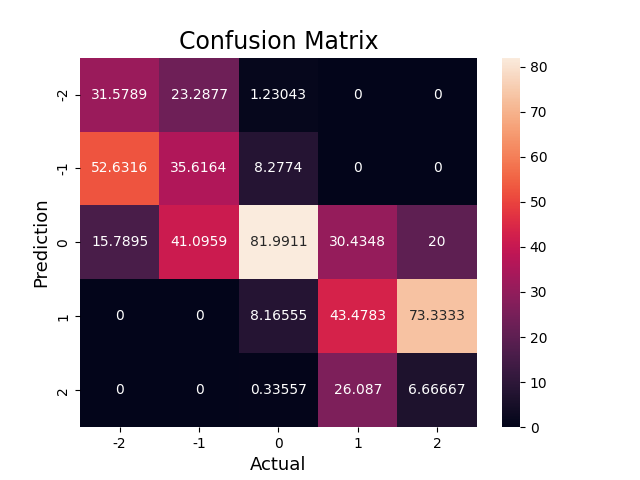 Confusion Matrix
-2 31.5789 23.2877 1.23043 0 0
-1 52.6316 35.6164 8.2774 0 0
0 15.7895 41.0959 81.9911 30.4348 20
1 0 0 8.16555 43.4783 73.3333
2 0 0 0.33557 26.087 6.66667
-2 -1 0 1 2
Prediction
Actual
80
70
60
50
40
30
20
10
0